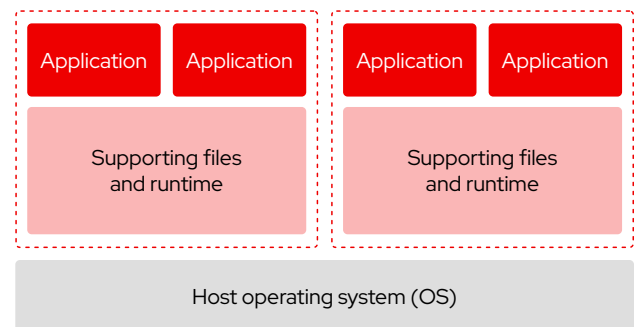 Application
Application
Application
Application
Supporting files
and runtime
Supporting files
and runtime
Host operating system (OS)